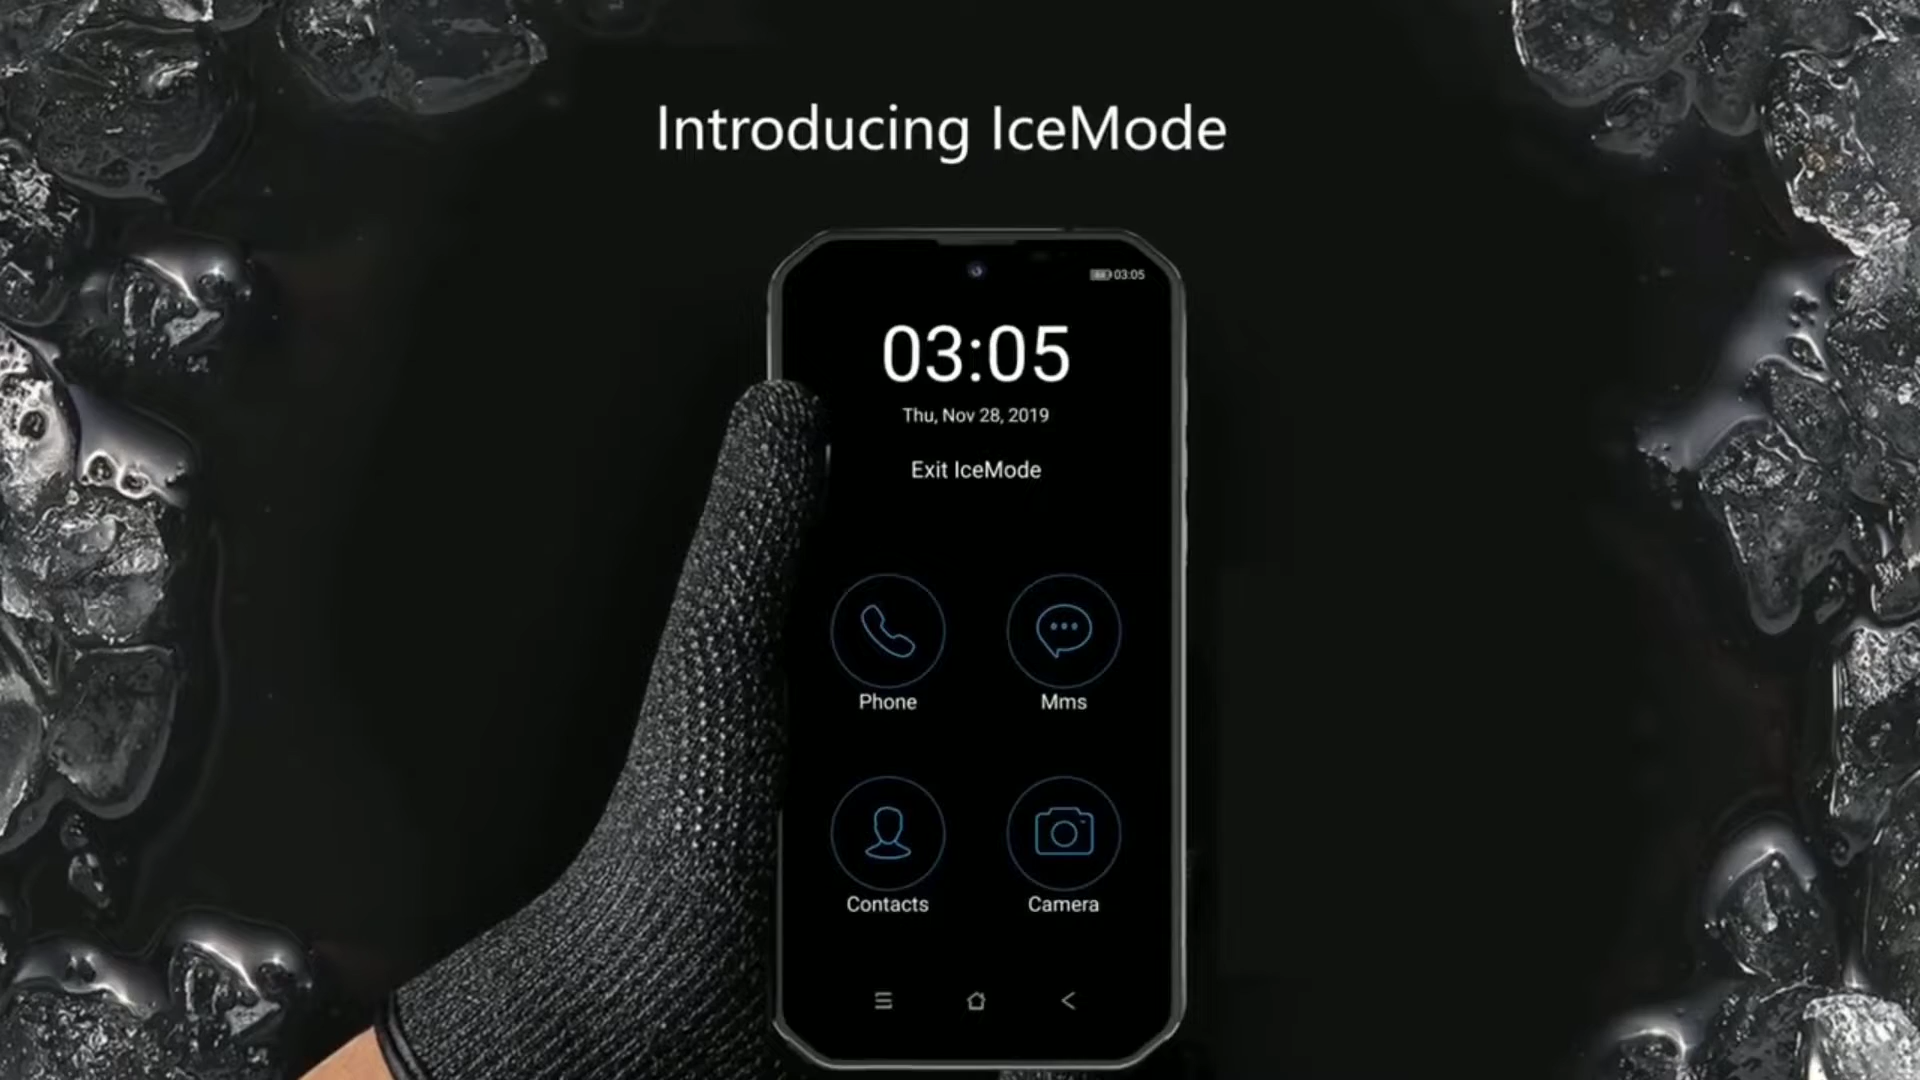 Introducing IceMode
03:05
03:05
Thu, Nov 28, 2019
Exit IceMode
Phone
Mms
Contacts
Camera